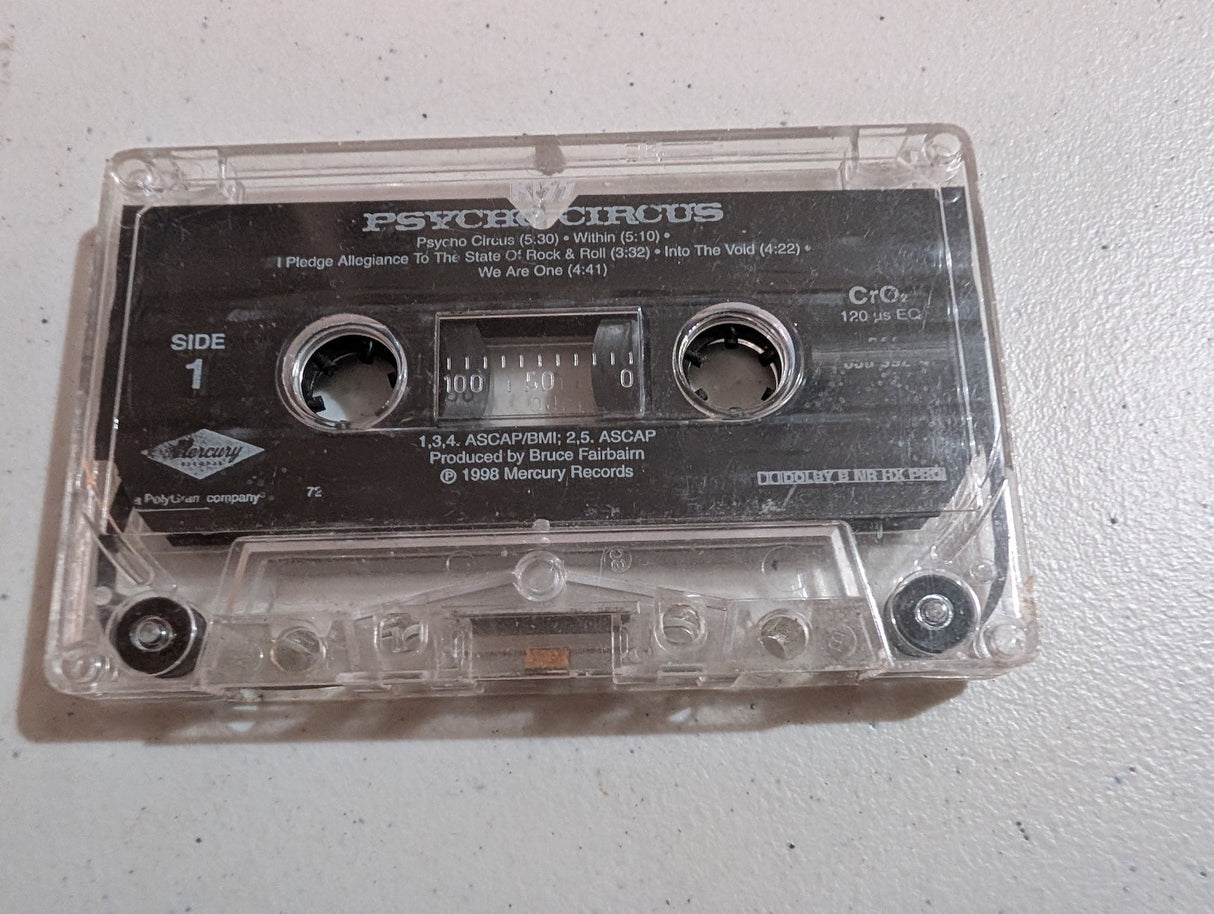 KISS
PSYCHO CIRCUS
Psycho Circus (5:30) • Within (5:10) •
I Pledge Allegiance To The State Of Rock & Roll (3:32) • Into The Void (4:22) •
We Are One (4:41)
SIDE
1
CrO₂
120 µs EQ
100 50 0
1,3,4. ASCAP/BMI; 2,5. ASCAP
Produced by Bruce Fairbairn
℗ 1998 Mercury Records
Mercury
RECORDS
a PolyGram company
72
DOLBY B NR HX PRO